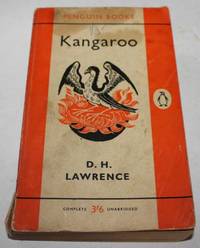 PENGUIN BOOKS
Kangaroo
D. H.
LAWRENCE
COMPLETE 3'6 UNABRIDGED